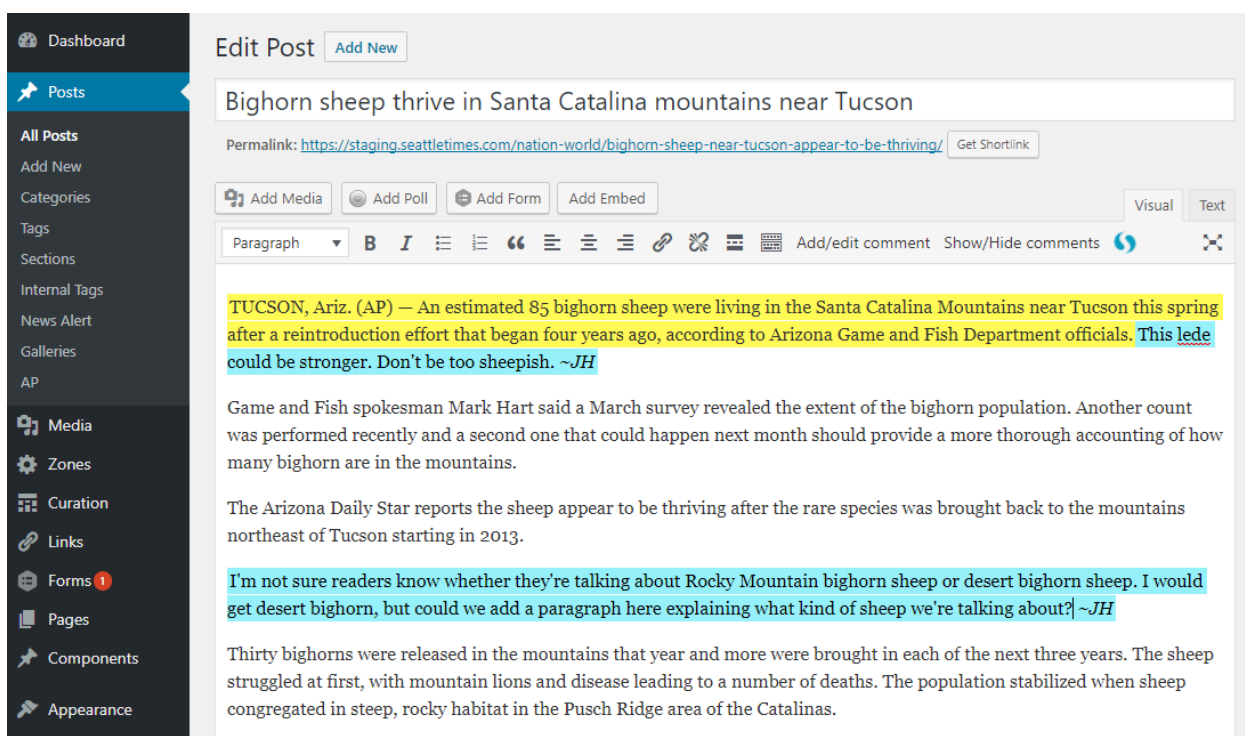 Dashboard
Posts
All Posts
Add New
Categories
Tags
Sections
Internal Tags
News Alert
Galleries
AP
Media
Zones
Curation
Links
Forms 1
Pages
Components
Appearance
Edit Post Add New
Bighorn sheep thrive in Santa Catalina mountains near Tucson
Permalink: https://staging.seattletimes.com/nation-world/bighorn-sheep-near-tucson-appear-to-be-thriving/ Get Shortlink
Add Media Add Poll Add Form Add Embed
Visual Text
Paragraph B I Add/edit comment Show/Hide comments
TUCSON, Ariz. (AP) — An estimated 85 bighorn sheep were living in the Santa Catalina Mountains near Tucson this spring
after a reintroduction effort that began four years ago, according to Arizona Game and Fish Department officials. This lede
could be stronger. Don't be too sheepish. ~JH
Game and Fish spokesman Mark Hart said a March survey revealed the extent of the bighorn population. Another count
was performed recently and a second one that could happen next month should provide a more thorough accounting of how
many bighorn are in the mountains.
The Arizona Daily Star reports the sheep appear to be thriving after the rare species was brought back to the mountains
northeast of Tucson starting in 2013.
I'm not sure readers know whether they're talking about Rocky Mountain bighorn sheep or desert bighorn sheep. I would
get desert bighorn, but could we add a paragraph here explaining what kind of sheep we're talking about? ~JH
Thirty bighorns were released in the mountains that year and more were brought in each of the next three years. The sheep
struggled at first, with mountain lions and disease leading to a number of deaths. The population stabilized when sheep
congregated in steep, rocky habitat in the Pusch Ridge area of the Catalinas.